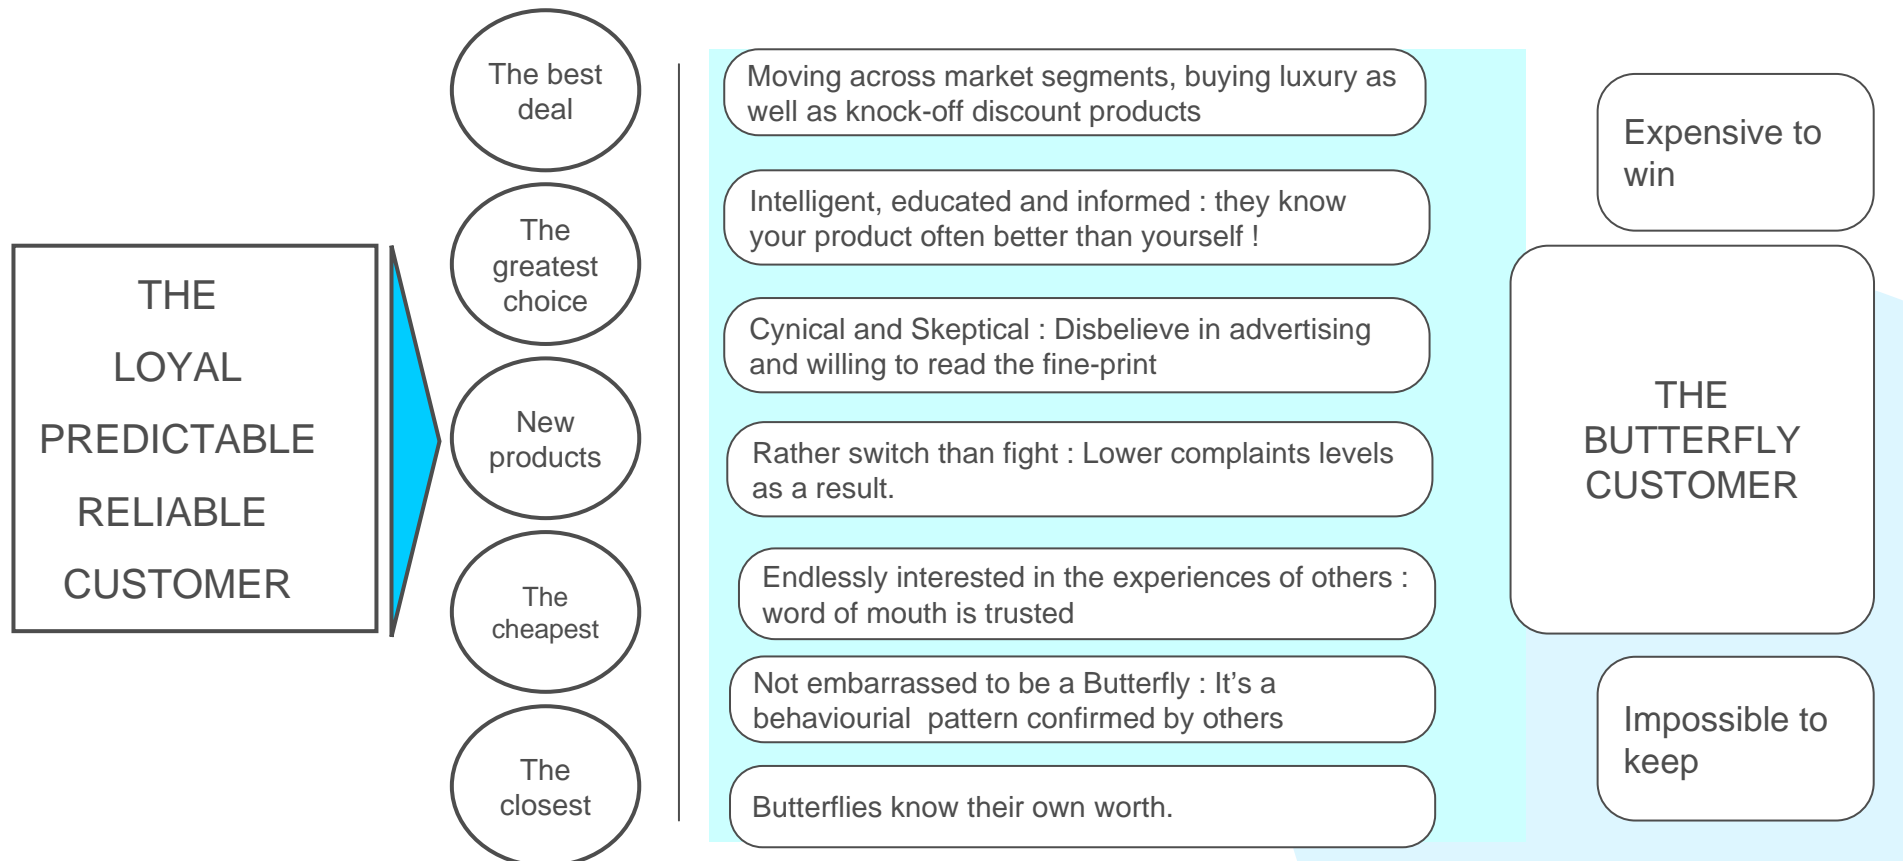 THE
LOYAL
PREDICTABLE
RELIABLE
CUSTOMER
The best
deal
The
greatest
choice
New
products
The
cheapest
The
closest
Moving across market segments, buying luxury as
well as knock-off discount products
Intelligent, educated and informed : they know
your product often better than yourself !
Cynical and Skeptical : Disbelieve in advertising
and willing to read the fine-print
Rather switch than fight : Lower complaints levels
as a result.
Endlessly interested in the experiences of others :
word of mouth is trusted
Not embarrassed to be a Butterfly : It’s a
behaviourial  pattern confirmed by others
Butterflies know their own worth.
Expensive to
win
THE
BUTTERFLY
CUSTOMER
Impossible to
keep